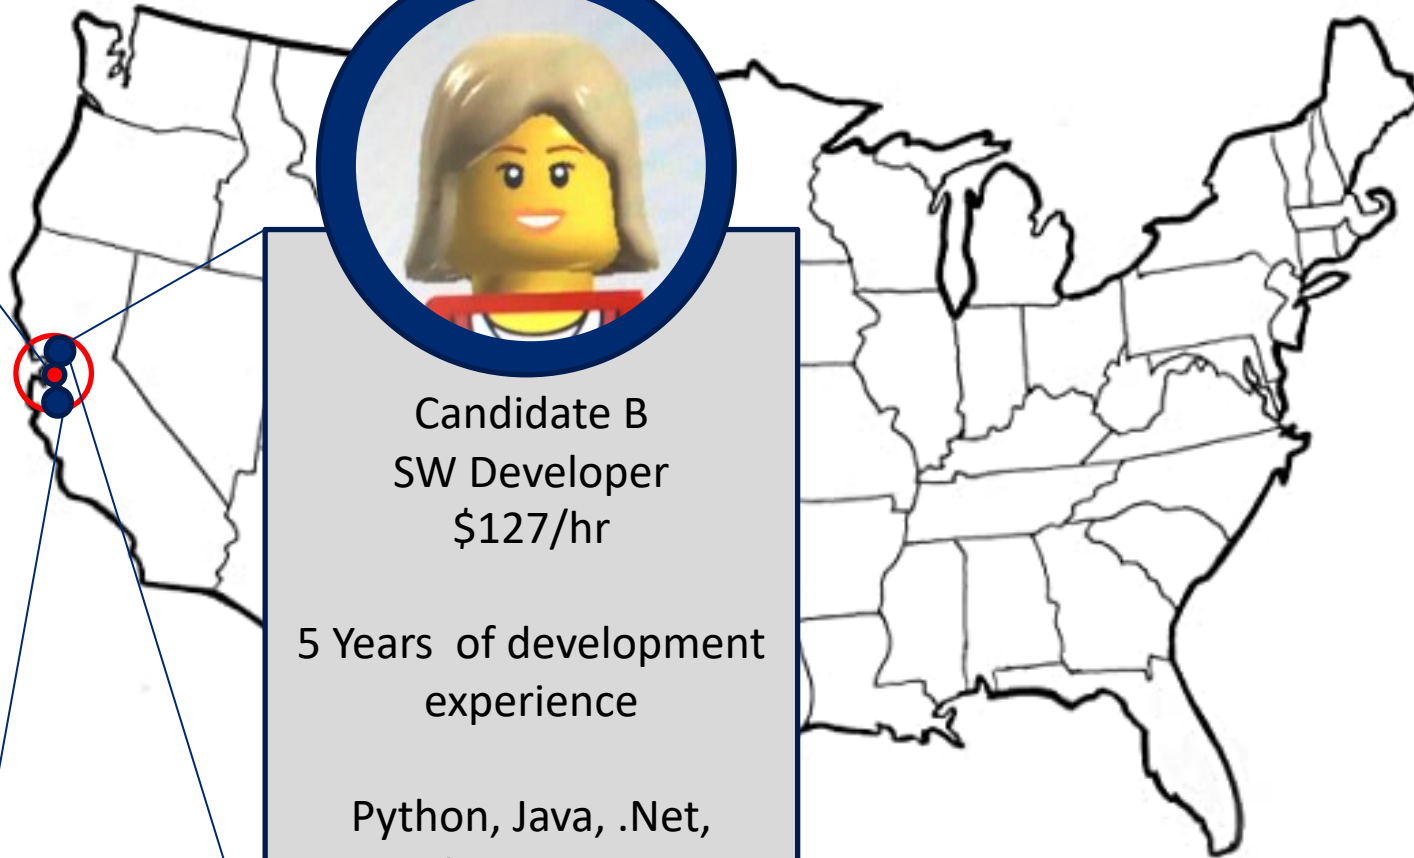 Candidate B
SW Developer
$127/hr
5 Years  of development
experience
Python, Java, .Net,